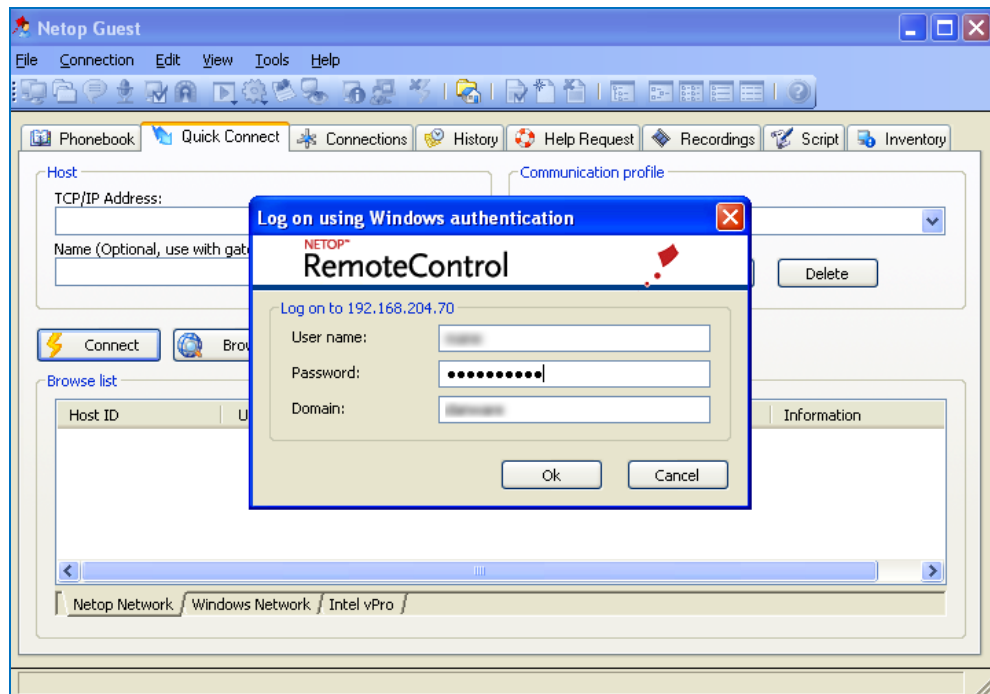 Netop Guest
File Connection Edit View Tools Help
Phonebook Quick Connect Connections History Help Request Recordings Script Inventory
Host
Communication profile
TCP/IP Address:
Log on using Windows authentication
Name (Optional, use with
NETOP™
RemoteControl
Delete
Log on to 192.168.204.70
User name:
Connect
Password:
Browse list
Domain:
Host ID
Information
Ok Cancel
Netop Network Windows Network Intel vPro